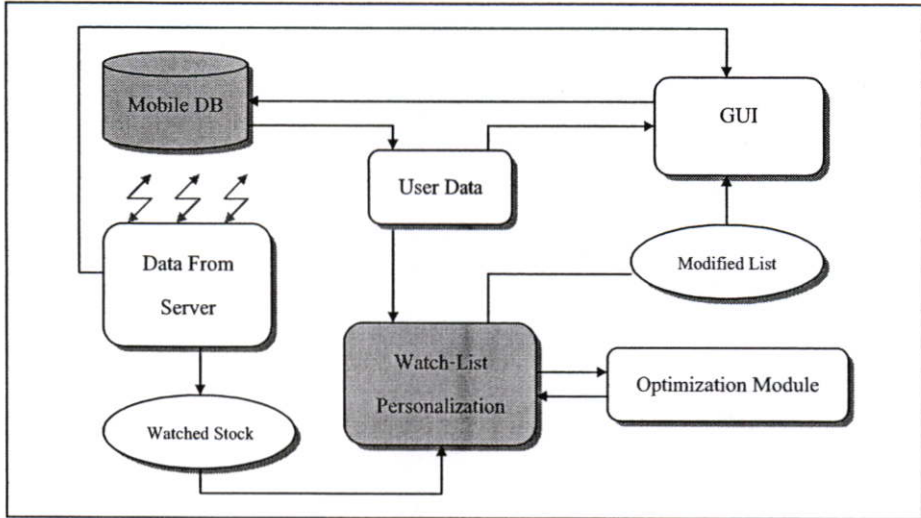 Mobile DB
GUI
User Data
Data From
Server
Modified List
Watch-List
Personalization
Optimization Module
Watched Stock